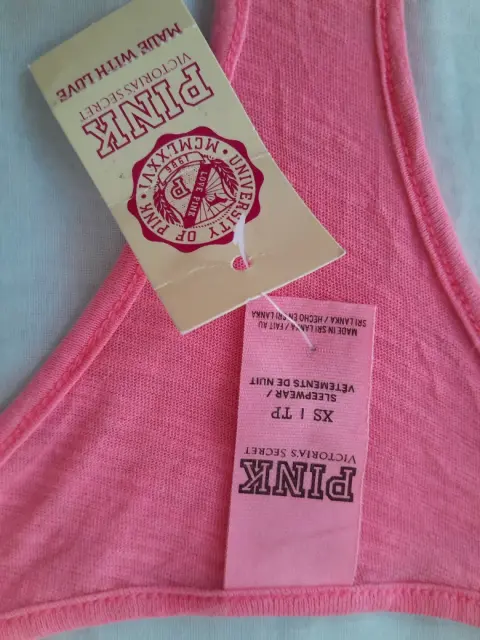 UNIVERSITY OF PINK • MCMLXXVI •
1986
P
LOVE PINK
PINK
VICTORIA'S SECRET
MADE WITH LOVE
PINK
VICTORIA'S SECRET
XS | TP
SLEEPWEAR /
VÊTEMENTS DE NUIT
MADE IN SRI LANKA / FAIT AU
SRI LANKA / HECHO EN SRI LANKA